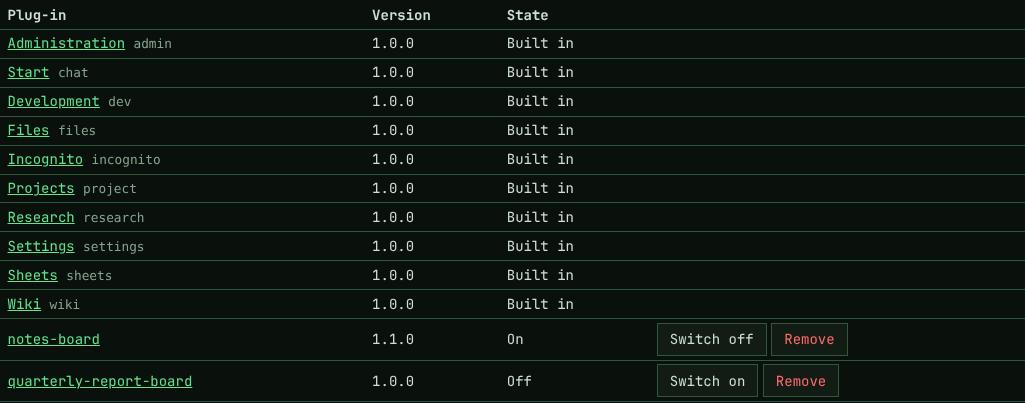 Plug-in Version State
Administration admin 1.0.0 Built in
Start chat 1.0.0 Built in
Development dev 1.0.0 Built in
Files files 1.0.0 Built in
Incognito incognito 1.0.0 Built in
Projects project 1.0.0 Built in
Research research 1.0.0 Built in
Settings settings 1.0.0 Built in
Sheets sheets 1.0.0 Built in
Wiki wiki 1.0.0 Built in
notes-board 1.1.0 On Switch off Remove
quarterly-report-board 1.0.0 Off Switch on Remove